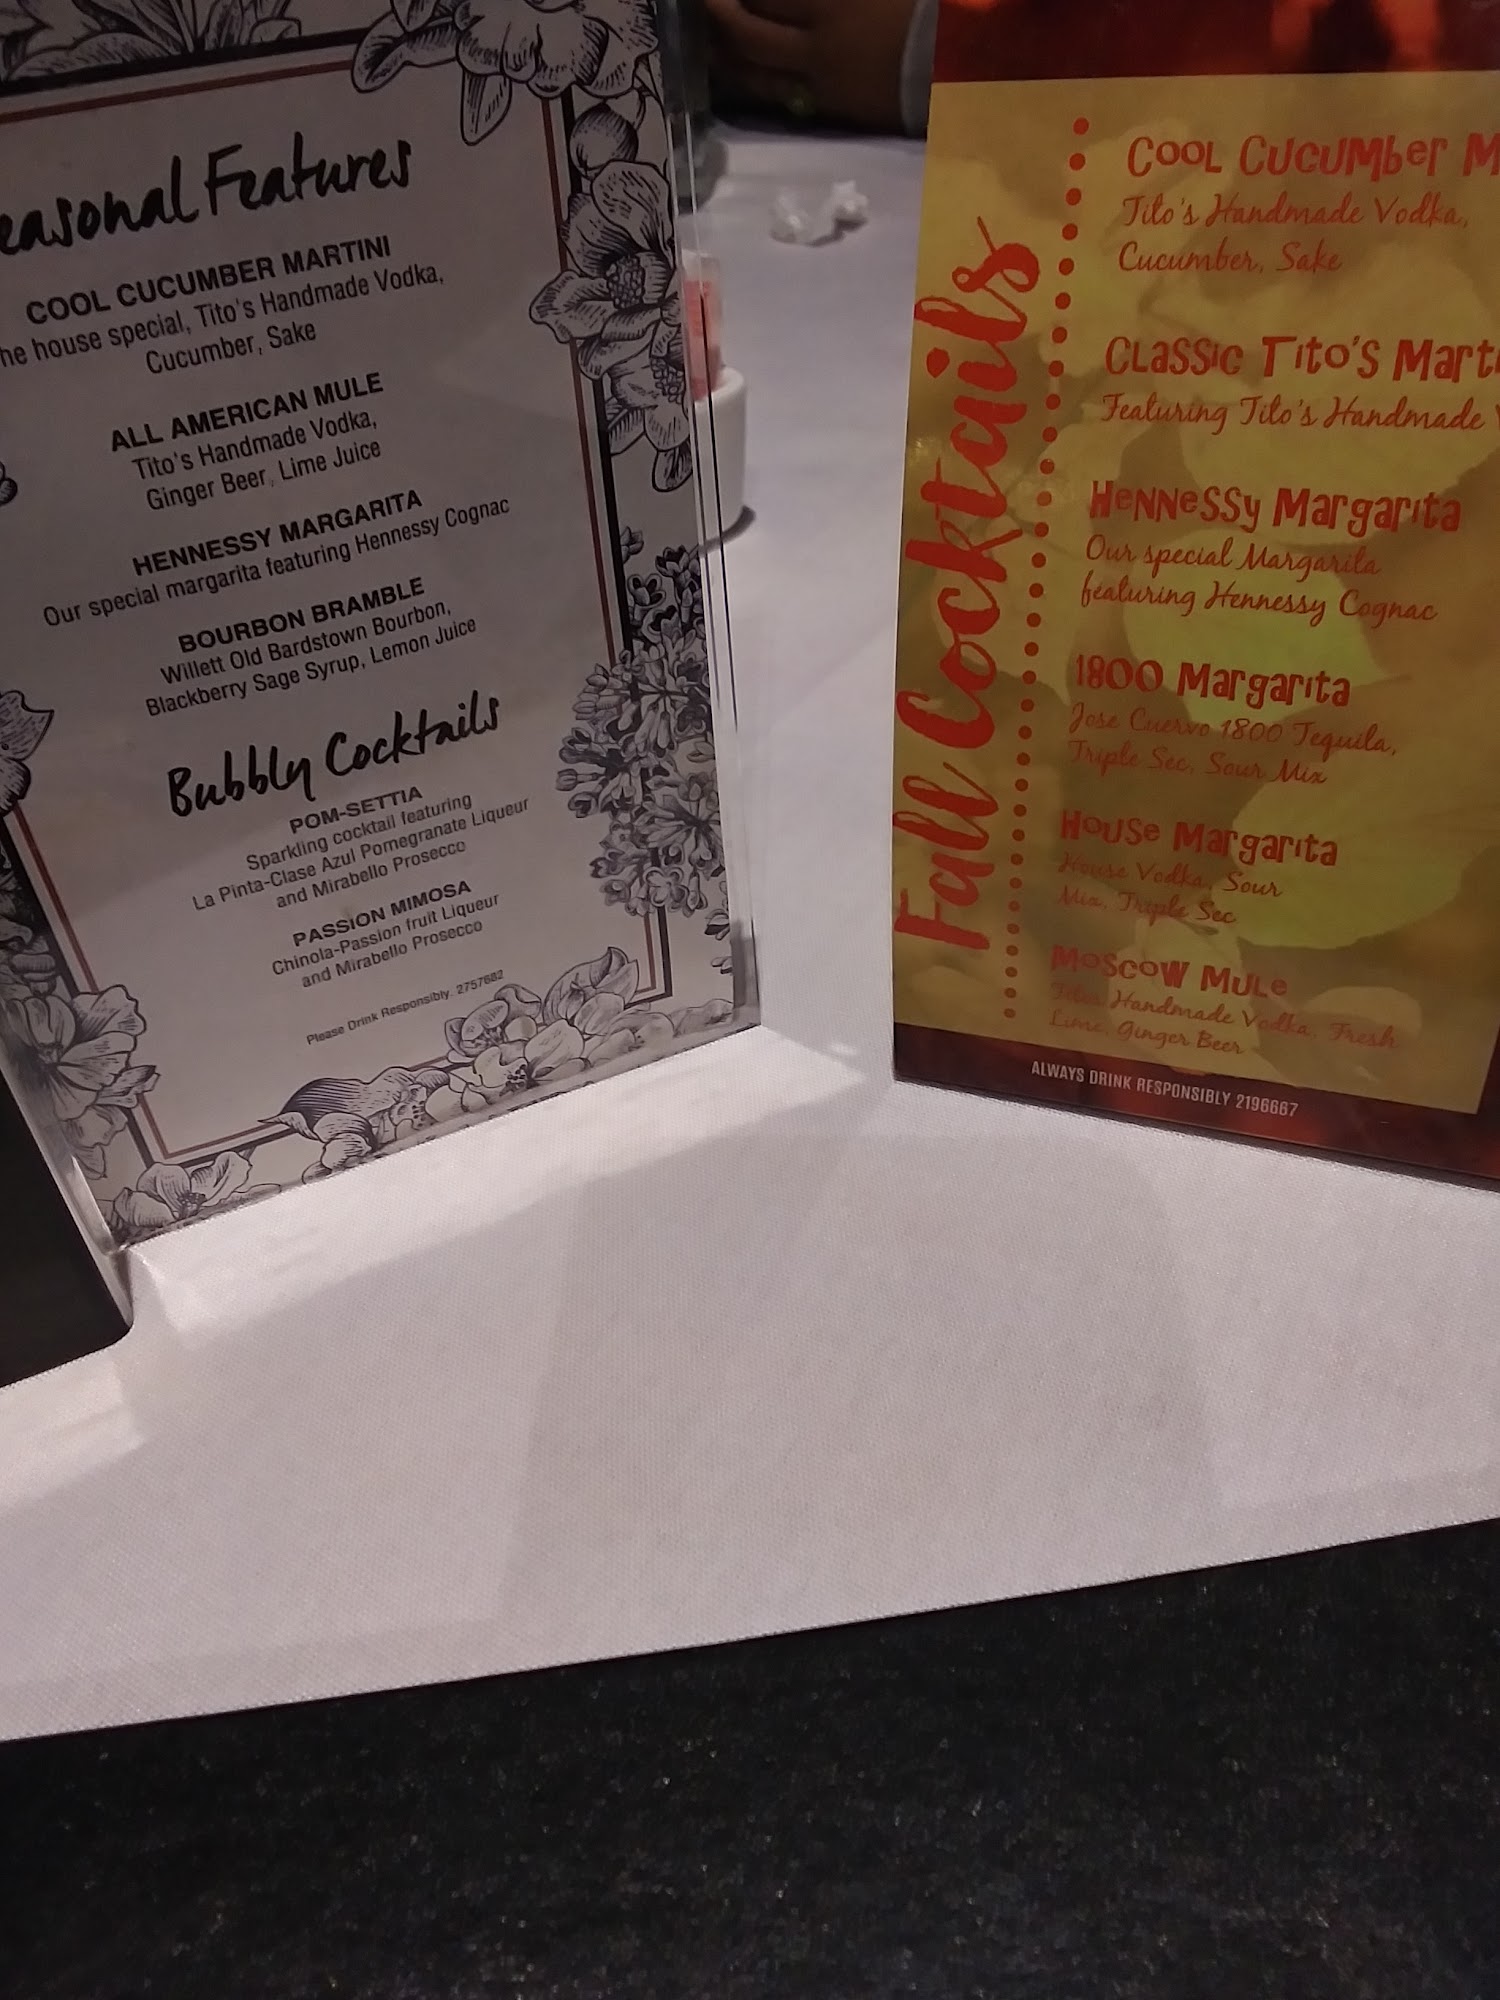 Seasonal Features
COOL CUCUMBER MARTINI
he house special, Tito's Handmade Vodka,
Cucumber, Sake
ALL AMERICAN MULE
Tito's Handmade Vodka,
Ginger Beer, Lime Juice
HENNESSY MARGARITA
Our special margarita featuring Hennessy Cognac
BOURBON BRAMBLE
Willett Old Bardstown Bourbon,
Blackberry Sage Syrup, Lemon Juice
Bubbly Cocktails
POM-SETTIA
Sparkling cocktail featuring
La Pinta-Clase Azul Pomegranate Liqueur
and Mirabello Prosecco
PASSION MIMOSA
Chinola-Passion fruit Liqueur
and Mirabello Prosecco
Please Drink Responsibly. 2757682
Fall Cocktails
Cool Cucumber M
Tito's Handmade Vodka,
Cucumber, Sake
Classic Tito's Mart
Featuring Tito's Handmade
Hennessy Margarita
Our special Margarita
featuring Hennessy Cognac
1800 Margarita
Jose Cuervo 1800 Tequila,
Triple Sec, Sour Mix
House Margarita
House Vodka, Sour
Mix, Triple Sec
Moscow Mule
Titos Handmade Vodka, Fresh
Lime, Ginger Beer
ALWAYS DRINK RESPONSIBLY 2196667